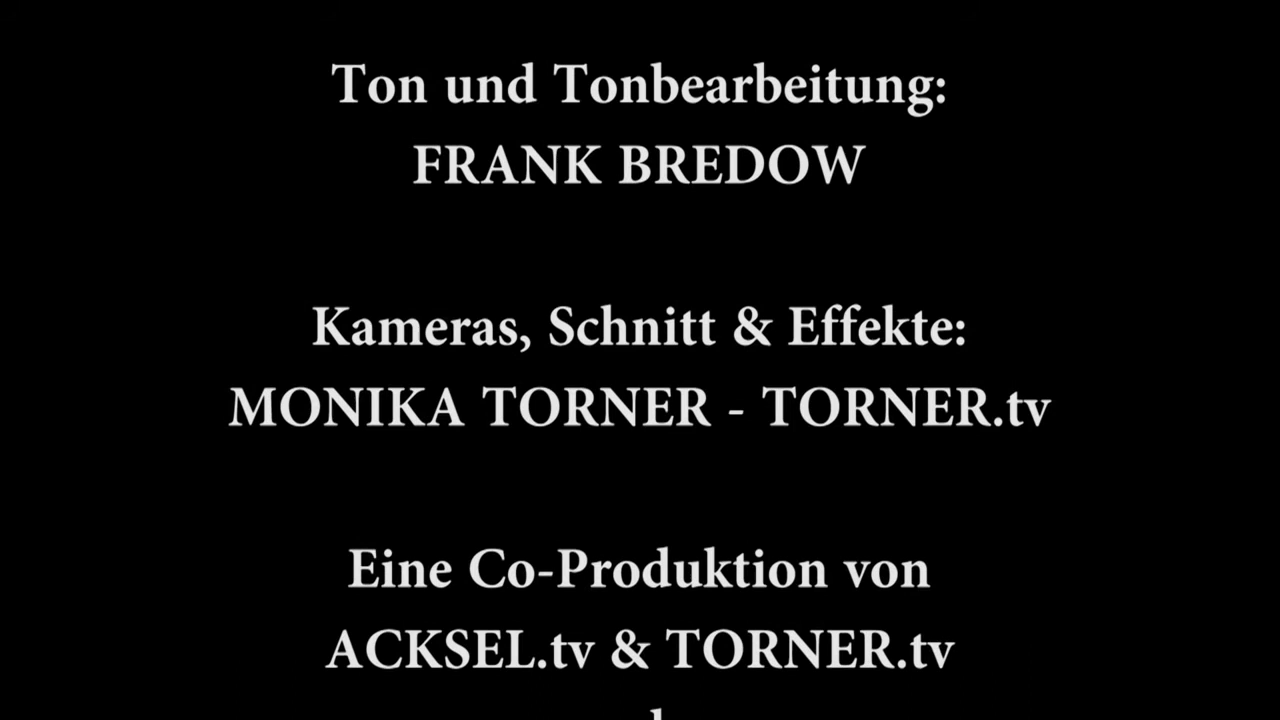 Ton und Tonbearbeitung:
FRANK BREDOW
Kameras, Schnitt & Effekte:
MONIKA TORNER - TORNER.tv
Eine Co-Produktion von
ACKSEL.tv & TORNER.tv